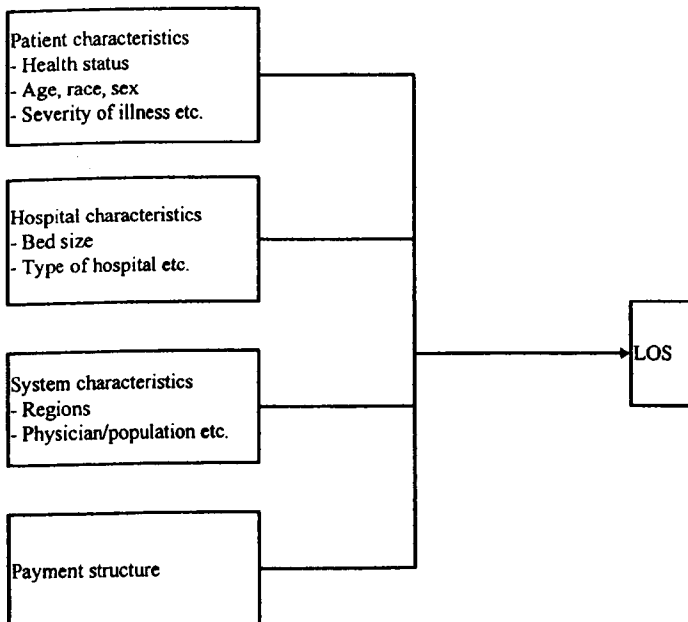 Patient characteristics
- Health status
- Age, race, sex
- Severity of illness etc.
Hospital characteristics
- Bed size
- Type of hospital etc.
System characteristics
- Regions
- Physician/population etc.
Payment structure
LOS